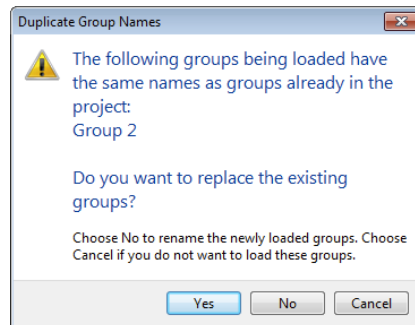 Duplicate Group Names
The following groups being loaded have
the same names as groups already in the
project:
Group 2
Do you want to replace the existing
groups?
Choose No to rename the newly loaded groups. Choose
Cancel if you do not want to load these groups.
Yes
No
Cancel